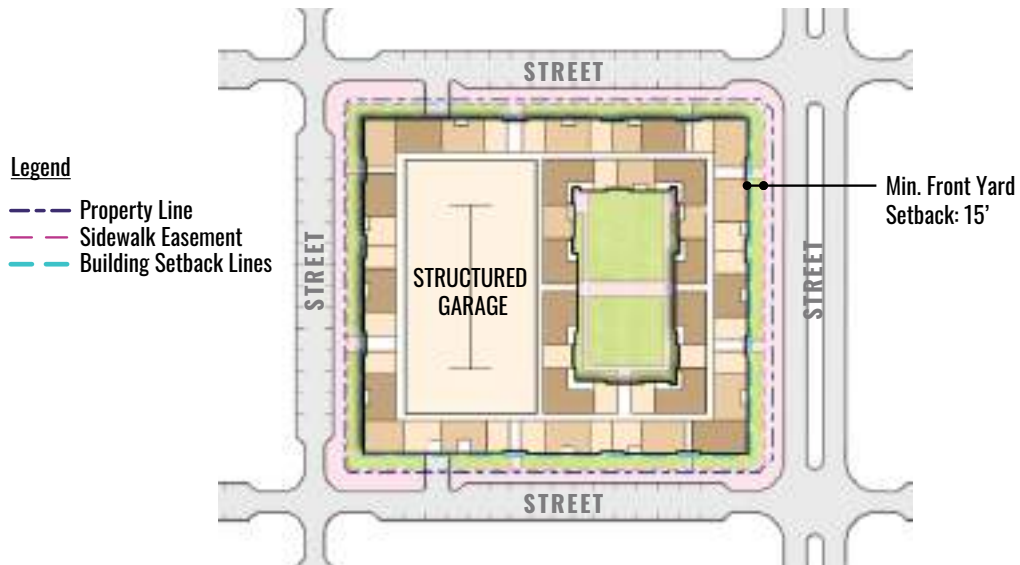 STREET
Legend
Property Line
Sidewalk Easement
Building Setback Lines
STREET
STRUCTURED
GARAGE
STREET
Min. Front Yard
Setback: 15’
STREET